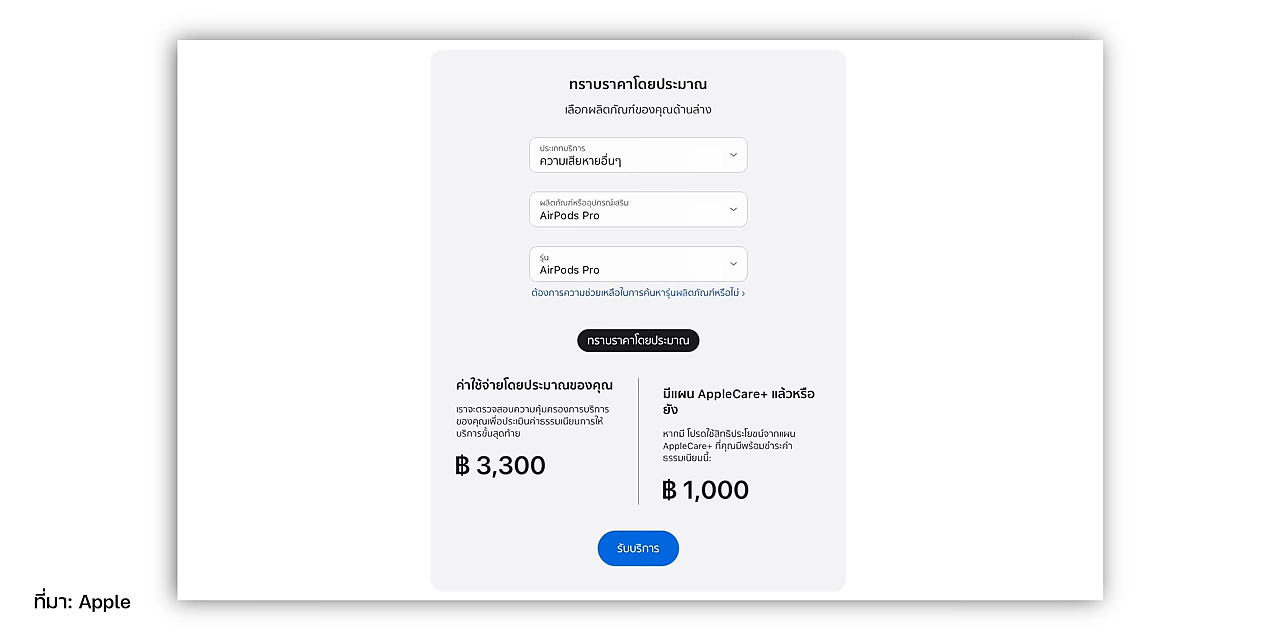 ทราบราคาโดยประมาณ
เลือกผลิตภัณฑ์ของคุณด้านล่าง
ประเภทบริการ
ความเสียหายอื่นๆ
ผลิตภัณฑ์หรืออุปกรณ์เสริม
AirPods Pro
รุ่น
AirPods Pro
ต้องการความช่วยเหลือในการค้นหารุ่นผลิตภัณฑ์หรือไม่ ›
ทราบราคาโดยประมาณ
ค่าใช้จ่ายโดยประมาณของคุณ
เราจะตรวจสอบความคุ้มครองการบริการ
ของคุณเพื่อประเมินค่าธรรมเนียมการให้
บริการขั้นสุดท้าย
฿ 3,300
มีแผน AppleCare+ แล้วหรือ
ยัง
หากมี โปรดใช้สิทธิประโยชน์จากแผน
AppleCare+ ที่คุณมีพร้อมชำระค่า
ธรรมเนียมนี้:
฿ 1,000
รับบริการ
ที่มา: Apple